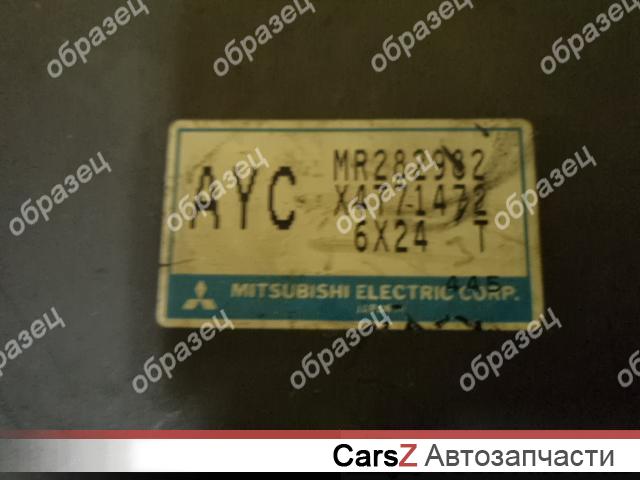 образец
образец
образец
образец
AYC
MR282982
X4771472
6X24 T
445
MITSUBISHI ELECTRIC CORP.
JAPAN
образец
образец
образец
образец
образец
образец
образец
образец
CarsZ Автозапчасти